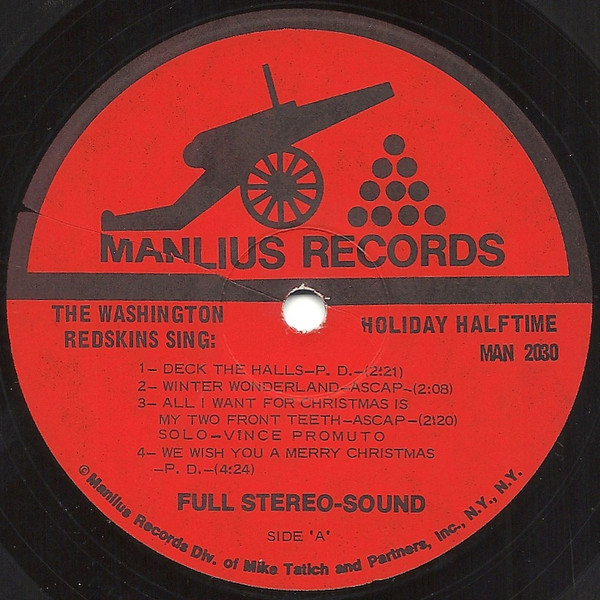 MANLIUS RECORDS
THE WASHINGTON
REDSKINS SING:
HOLIDAY HALFTIME
MAN 2030
1– DECK THE HALLS–P. D.–(2:21)
2– WINTER WONDERLAND–ASCAP–(2:08)
3– ALL I WANT FOR CHRISTMAS IS
MY TWO FRONT TEETH–ASCAP–(2:20)
SOLO–VINCE PROMUTO
4– WE WISH YOU A MERRY CHRISTMAS
–P. D.–(4:24)
FULL STEREO-SOUND
SIDE 'A'
©Manlius Records Div. of Mike Tatich and Partners, Inc., N.Y., N.Y.